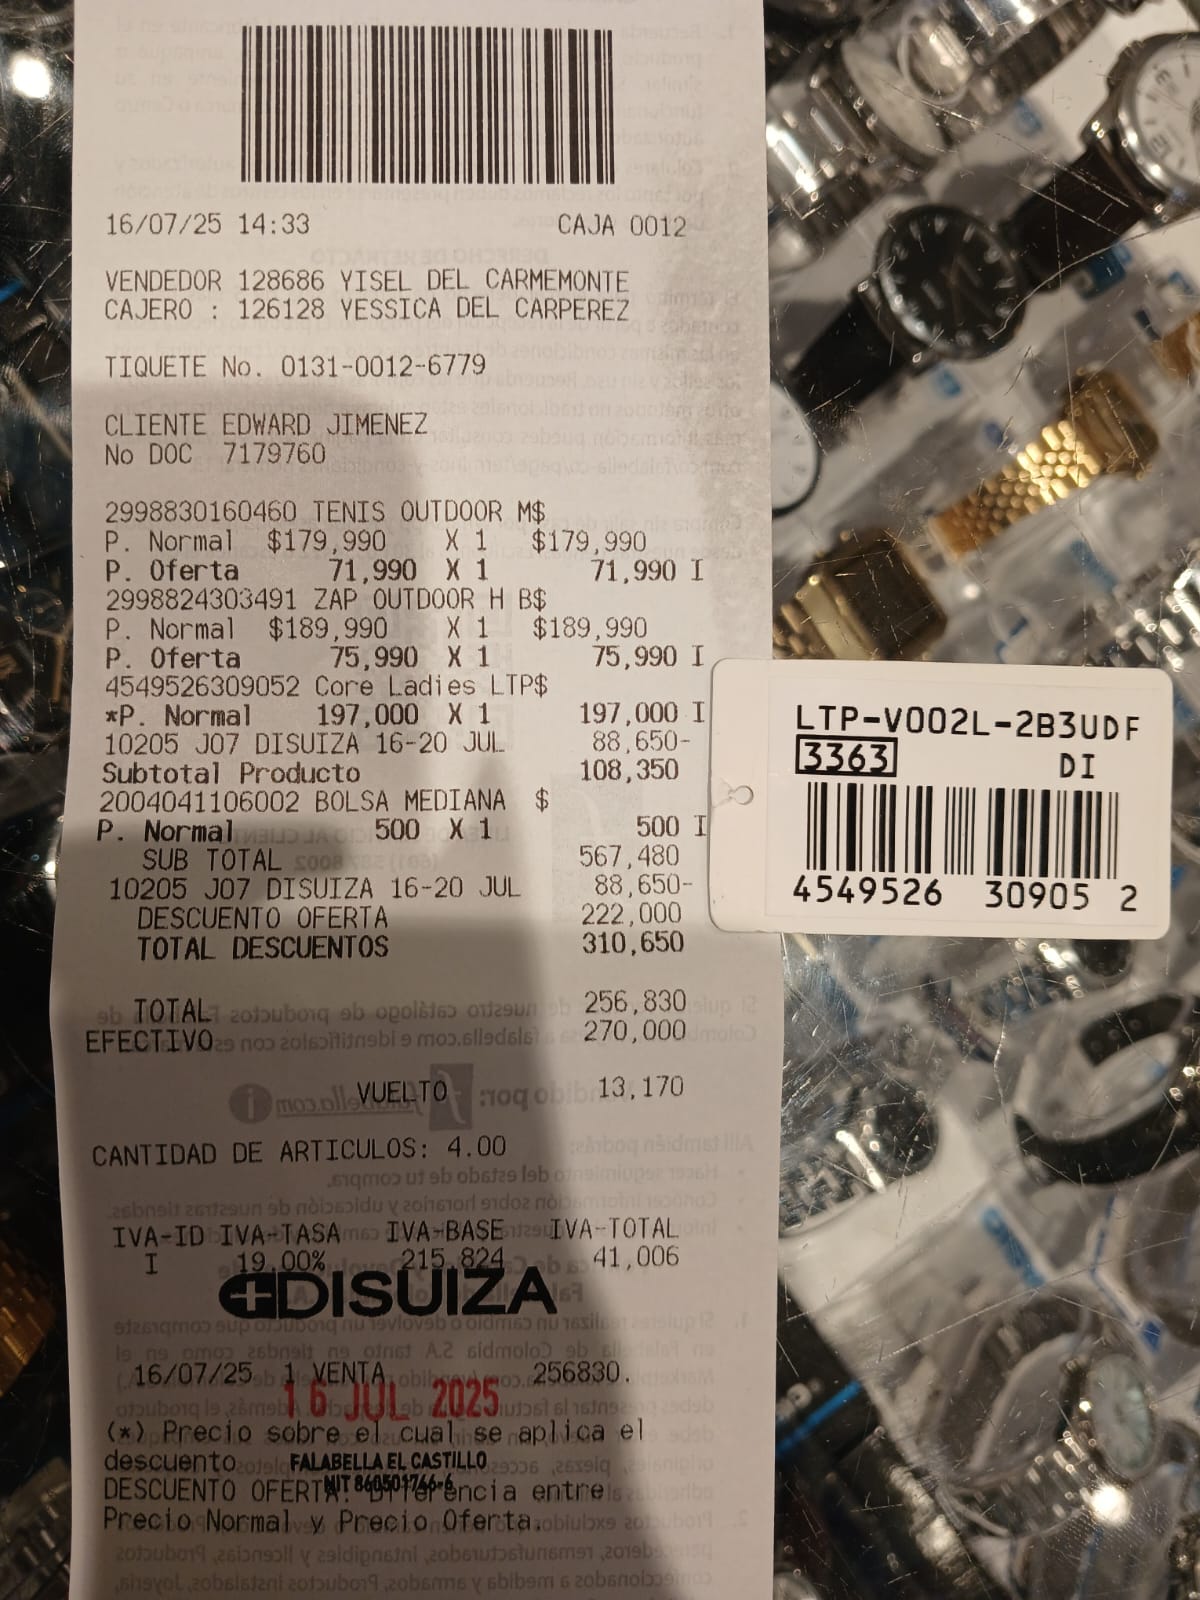 16/07/25 14:33 CAJA 0012
VENDEDOR 128686 YISEL DEL CARMEMONTE
CAJERO : 126128 YESSICA DEL CARPEREZ
TIQUETE No. 0131-0012-6779
CLIENTE EDWARD JIMENEZ
No DOC 7179760
2998830160460 TENIS OUTDOOR M$
P. Normal $179,990 X 1 $179,990
P. Oferta 71,990 X 1 71,990 I
2998824303491 ZAP OUTDOOR H B$
P. Normal $189,990 X 1 $189,990
P. Oferta 75,990 X 1 75,990 I
4549526309052 Core Ladies LTP$
*P. Normal 197,000 X 1 197,000 I
10205 J07 DISUIZA 16-20 JUL 88,650-
Subtotal Producto 108,350
2004041106002 BOLSA MEDIANA $
P. Normal 500 X 1 500 I
SUB TOTAL 567,480
10205 J07 DISUIZA 16-20 JUL 88,650-
DESCUENTO OFERTA 222,000
TOTAL DESCUENTOS 310,650
TOTAL 256,830
EFECTIVO 270,000
VUELTO 13,170
CANTIDAD DE ARTICULOS: 4.00
IVA-ID IVA-TASA IVA-BASE IVA-TOTAL
I 19.00% 215,824 41,006
DISUIZA
16/07/25 1 VENTA 256830.
16 JUL 2025
(*) Precio sobre el cual se aplica el
descuento
FALABELLA EL CASTILLO
NIT 860501766-6
DESCUENTO OFERTA: Diferencia entre
Precio Normal y Precio Oferta.
LTP-V002L-2B3UDF
3363 DI
4549526 30905 2